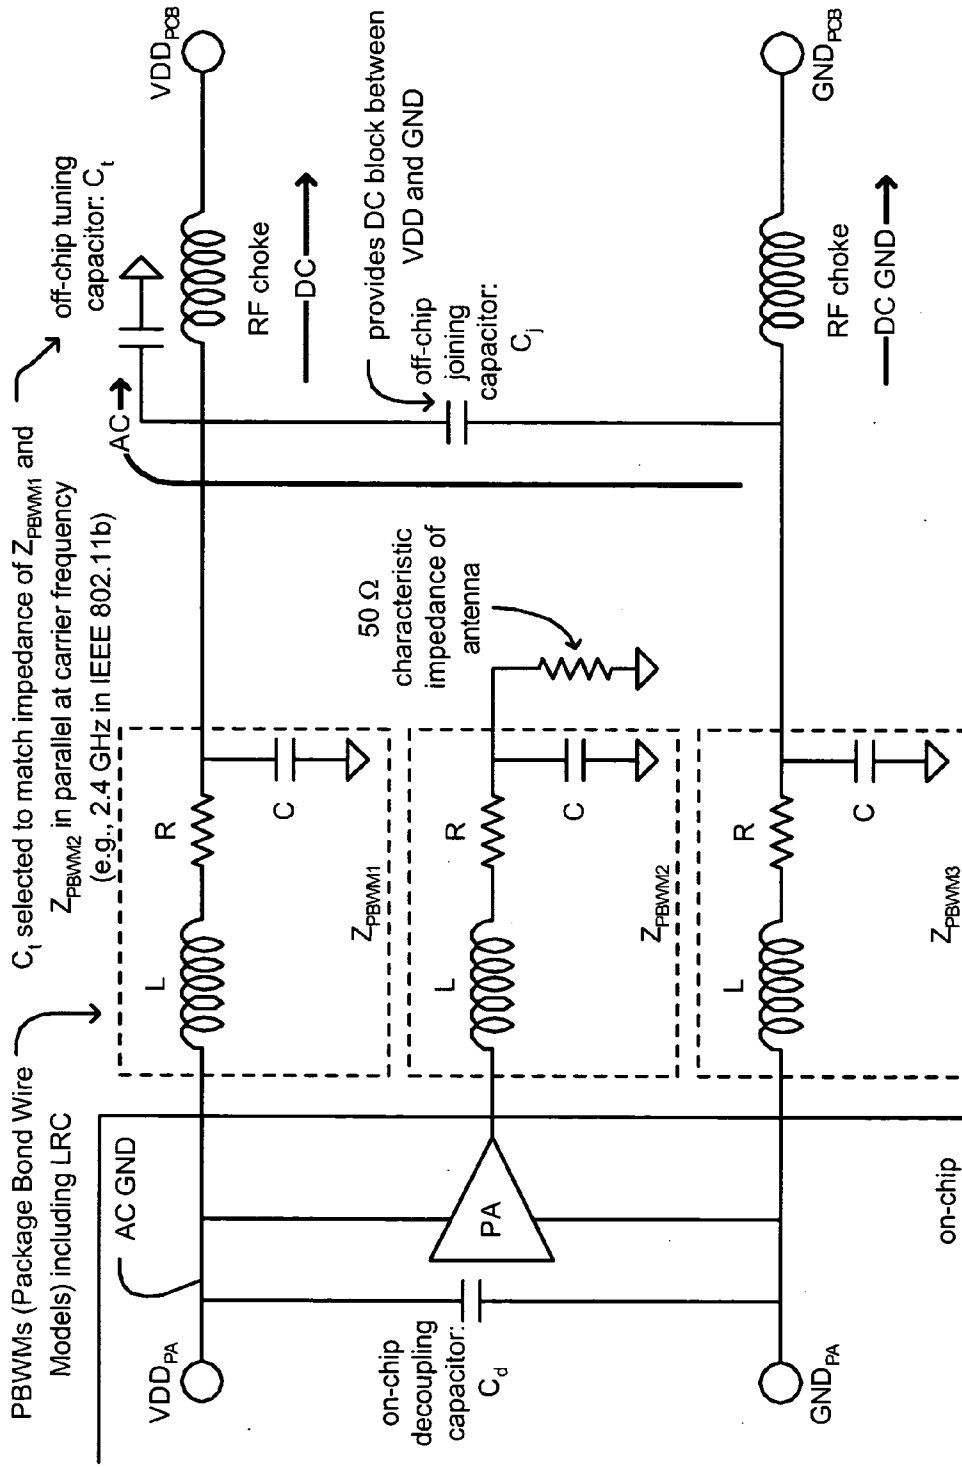 PBWMs (Package Bond Wire
Models) including LRC
C_t selected to match impedance of Z_PBWM1 and
Z_PBWM2 in parallel at carrier frequency
(e.g., 2.4 GHz in IEEE 802.11b)
off-chip tuning
capacitor: C_t
VDD_PA
AC GND
L
R
C
Z_PBWM1
AC
RF choke
DC
VDD_PCB
on-chip
decoupling
capacitor:
C_d
PA
L
R
C
Z_PBWM2
50 Ω
characteristic
impedance of
antenna
off-chip
joining
capacitor:
C_j
provides DC block between
VDD and GND
GND_PA
on-chip
L
R
C
Z_PBWM3
RF choke
DC GND
GND_PCB